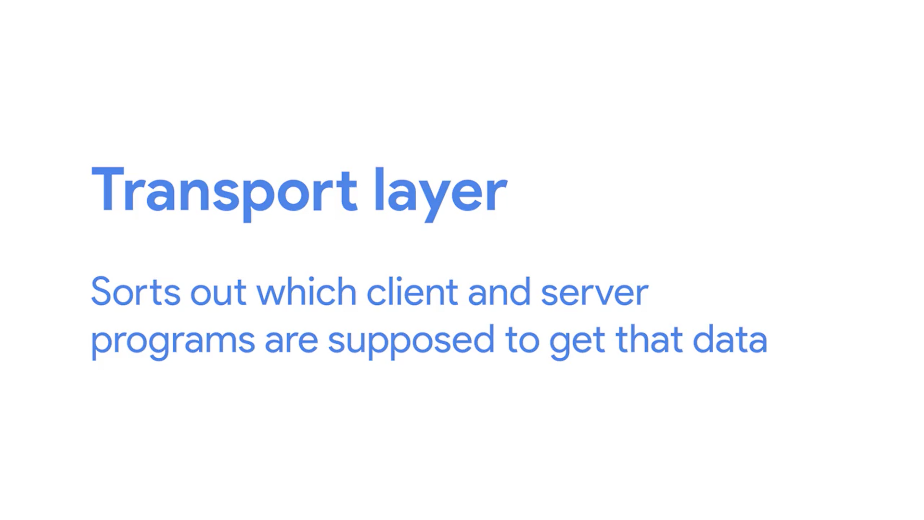 Transport layer
Sorts out which client and server
programs are supposed to get that data